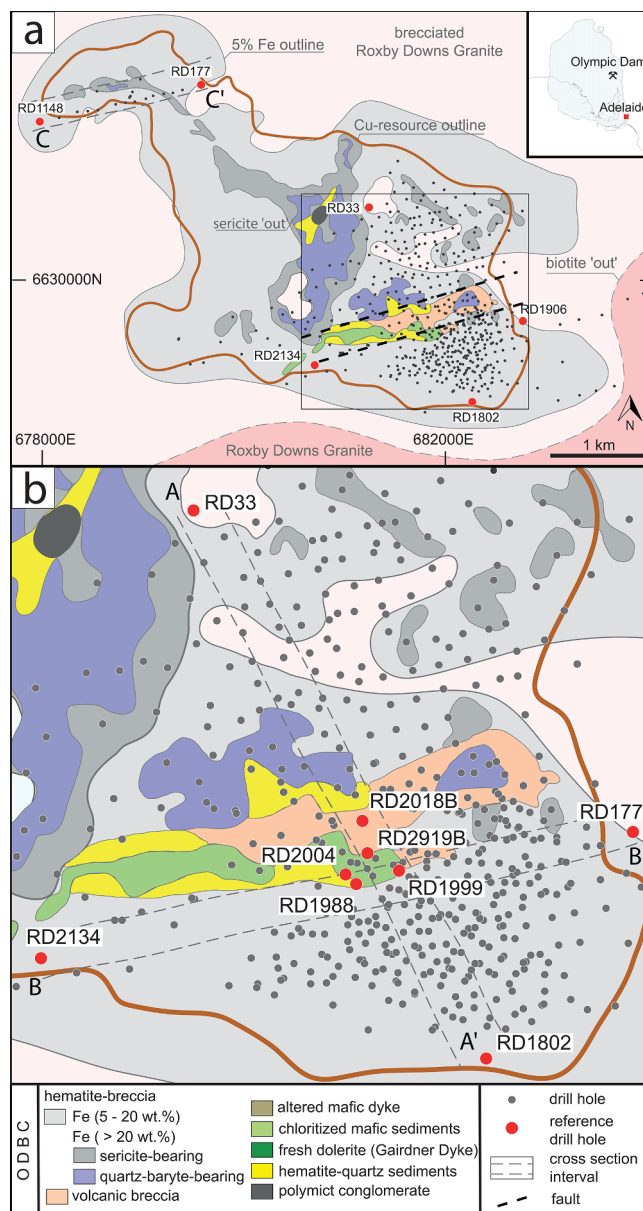 a
5% Fe outline
brecciated
Roxby Downs Granite
Olympic Dam
Adelaide
RD177
RD1148
C'
C
Cu-resource outline
RD33
sericite 'out'
biotite 'out'
6630000N
RD1906
RD2134
RD1802
678000E
682000E
N
Roxby Downs Granite
1 km
b
A
RD33
RD2018B
RD177
RD2919B
B
RD2004
RD1999
RD1988
RD2134
B
A'
RD1802
ODBC
hematite-breccia
Fe (5 - 20 wt.%)
Fe ( > 20 wt.%)
sericite-bearing
quartz-baryte-bearing
volcanic breccia
altered mafic dyke
chloritized mafic sediments
fresh dolerite (Gairdner Dyke)
hematite-quartz sediments
polymict conglomerate
drill hole
reference
drill hole
cross section
interval
fault